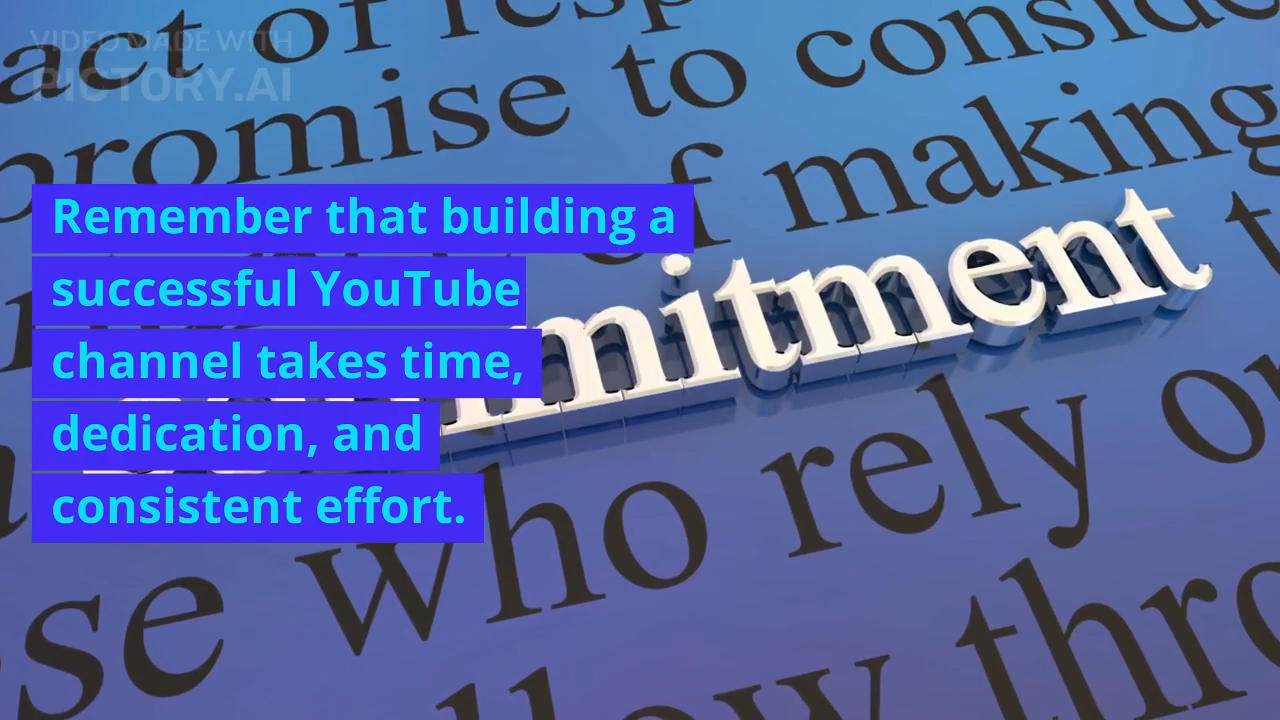 VIDEO MADE WITH
PICTORY.AI
act of resp
promise to conside
f making
Remember that building a
successful YouTube
channel takes time,
dedication, and
consistent effort.
mitment
who rely or
se
thro
llow